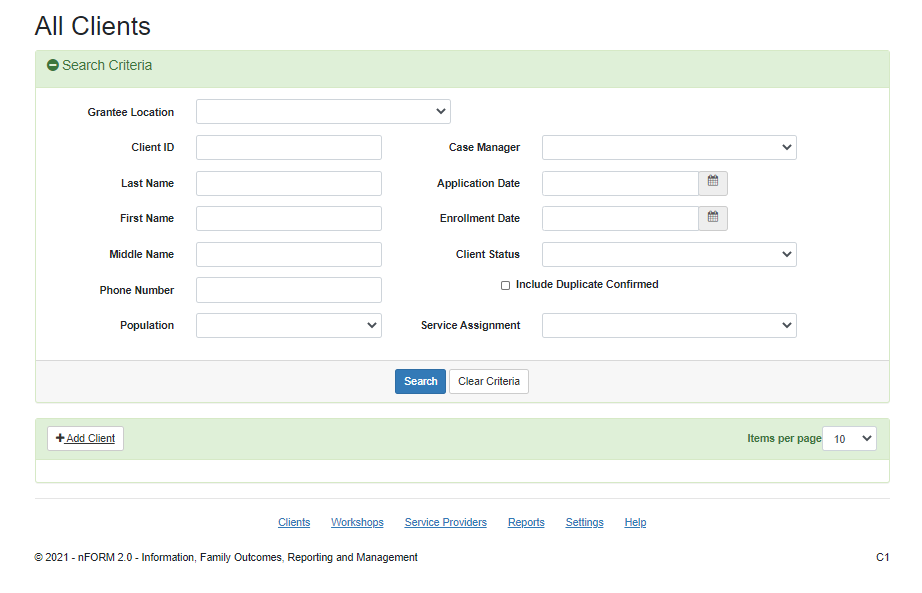 All Clients
Search Criteria
Grantee Location
Client ID
Case Manager
Last Name
Application Date
First Name
Enrollment Date
Middle Name
Client Status
Phone Number
Include Duplicate Confirmed
Population
Service Assignment
Search Clear Criteria
Add Client
Items per page 10
Clients Workshops Service Providers Reports Settings Help
© 2021 - nFORM 2.0 - Information, Family Outcomes, Reporting and Management
C1